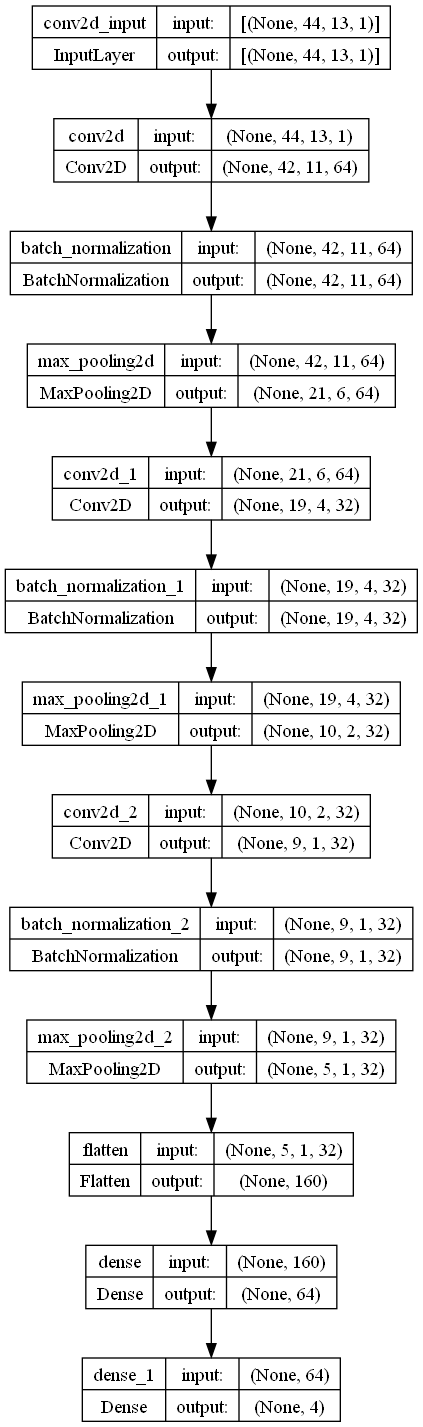 conv2d_input input: [(None, 44, 13, 1)]
InputLayer output: [(None, 44, 13, 1)]
conv2d input: (None, 44, 13, 1)
Conv2D output: (None, 42, 11, 64)
batch_normalization input: (None, 42, 11, 64)
BatchNormalization output: (None, 42, 11, 64)
max_pooling2d input: (None, 42, 11, 64)
MaxPooling2D output: (None, 21, 6, 64)
conv2d_1 input: (None, 21, 6, 64)
Conv2D output: (None, 19, 4, 32)
batch_normalization_1 input: (None, 19, 4, 32)
BatchNormalization output: (None, 19, 4, 32)
max_pooling2d_1 input: (None, 19, 4, 32)
MaxPooling2D output: (None, 10, 2, 32)
conv2d_2 input: (None, 10, 2, 32)
Conv2D output: (None, 9, 1, 32)
batch_normalization_2 input: (None, 9, 1, 32)
BatchNormalization output: (None, 9, 1, 32)
max_pooling2d_2 input: (None, 9, 1, 32)
MaxPooling2D output: (None, 5, 1, 32)
flatten input: (None, 5, 1, 32)
Flatten output: (None, 160)
dense input: (None, 160)
Dense output: (None, 64)
dense_1 input: (None, 64)
Dense output: (None, 4)